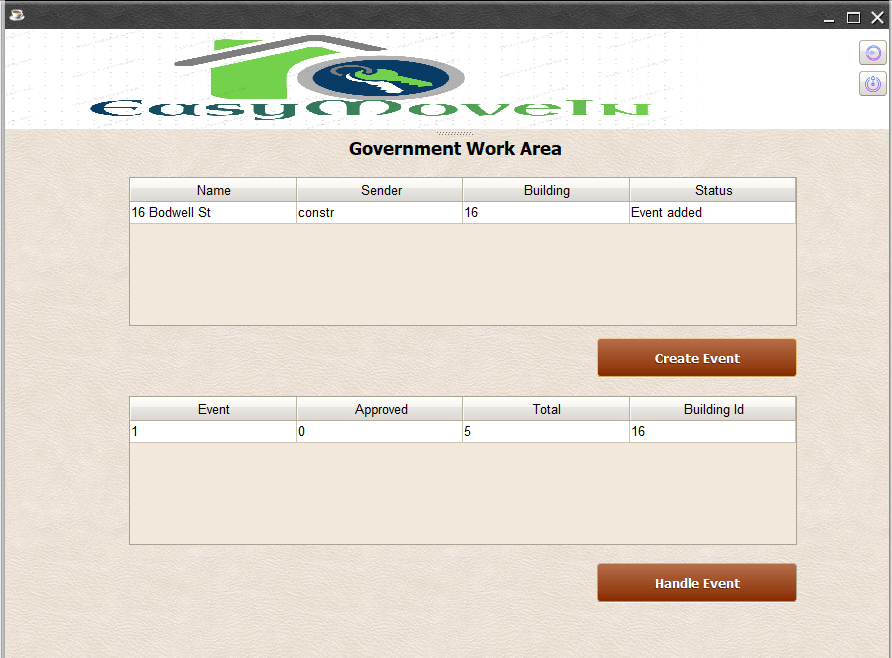 EasyMoveIn
Government Work Area
Name Sender Building Status
16 Bodwell St constr 16 Event added
Create Event
Event Approved Total Building Id
1 0 5 16
Handle Event